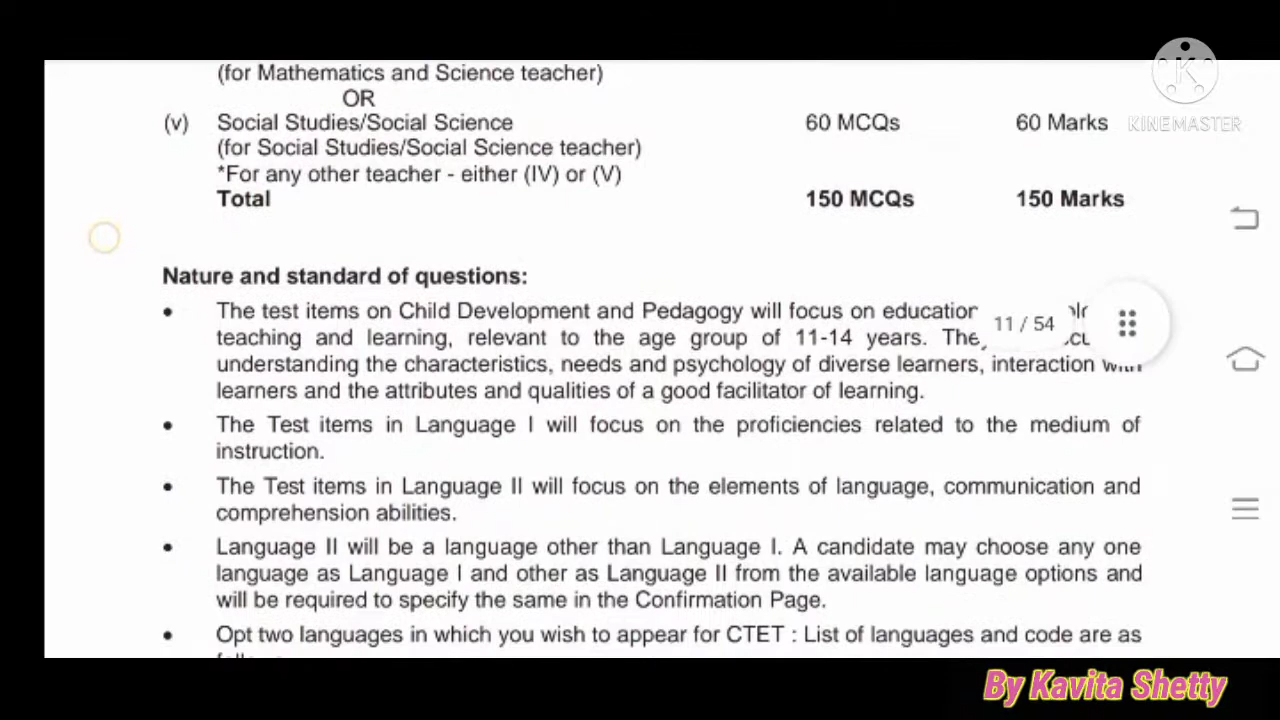 (for Mathematics and Science teacher)
OR
(v) Social Studies/Social Science 60 MCQs 60 Marks
(for Social Studies/Social Science teacher)
*For any other teacher - either (IV) or (V)
Total 150 MCQs 150 Marks
KINEMASTER
Nature and standard of questions:
• The test items on Child Development and Pedagogy will focus on education
teaching and learning, relevant to the age group of 11-14 years.
understanding the characteristics, needs and psychology of diverse learners, interaction with
learners and the attributes and qualities of a good facilitator of learning.
11 / 54
• The Test items in Language I will focus on the proficiencies related to the medium of
instruction.
• The Test items in Language II will focus on the elements of language, communication and
comprehension abilities.
• Language II will be a language other than Language I. A candidate may choose any one
language as Language I and other as Language II from the available language options and
will be required to specify the same in the Confirmation Page.
• Opt two languages in which you wish to appear for CTET : List of languages and code are as
By Kavita Shetty